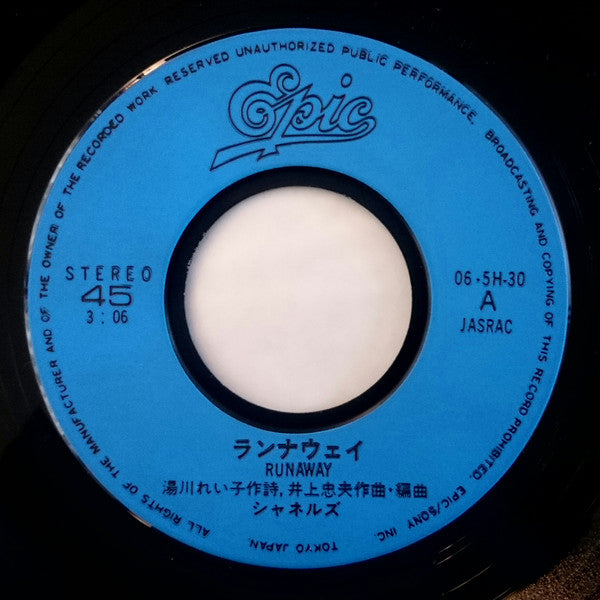 ALL RIGHTS OF THE MANUFACTURER AND OF THE OWNER OF THE RECORDED WORK RESERVED UNAUTHORIZED PUBLIC PERFORMANCE. BROADCASTING AND COPYING OF THIS RECORD PROHIBITED. EPIC/SONY INC. TOKYO JAPAN.
Epic
STEREO
45
3:06
06・5H-30
A
JASRAC
ランナウェイ
RUNAWAY
湯川れい子作詩, 井上忠夫作曲・編曲
シャネルズ